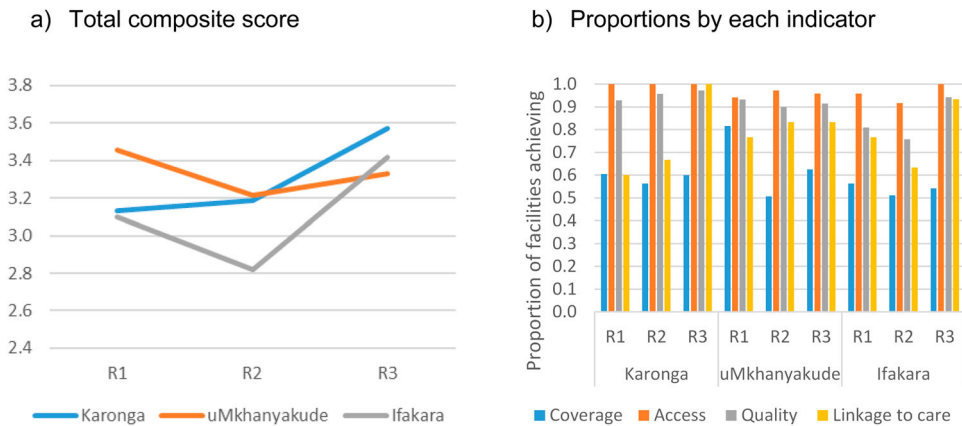 a) Total composite score
3.8
3.6
3.4
3.2
3.0
2.8
2.6
2.4
R1 R2 R3
Karonga uMkhanyakude Ifakara
b) Proportions by each indicator
Proportion of facilities achieving
1.0
0.9
0.8
0.7
0.6
0.5
0.4
0.3
0.2
0.1
0.0
R1 R2 R3 R1 R2 R3 R1 R2 R3
Karonga uMkhanyakude Ifakara
Coverage Access Quality Linkage to care